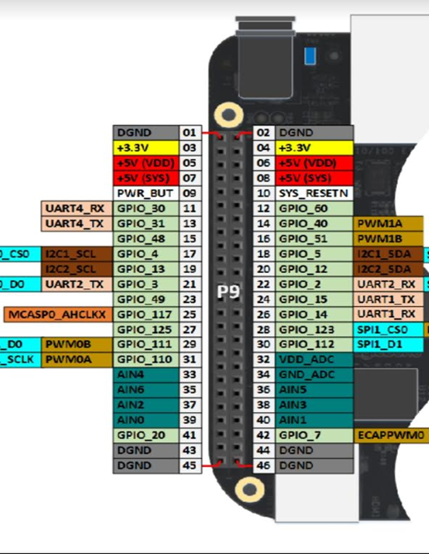 DGND 01 02 DGND
+3.3V 03 04 +3.3V
+5V (VDD) 05 06 +5V (VDD)
+5V (SYS) 07 08 +5V (SYS)
PWR_BUT 09 10 SYS_RESETN
UART4_RX GPIO_30 11 12 GPIO_60
UART4_TX GPIO_31 13 14 GPIO_40 PWM1A
GPIO_48 15 16 GPIO_51 PWM1B
0_CS0 I2C1_SCL GPIO_4 17 18 GPIO_5 I2C1_SDA
I2C2_SCL GPIO_13 19 20 GPIO_12 I2C2_SDA
0_D0 UART2_TX GPIO_3 21 22 GPIO_2 UART2_RX
GPIO_49 23 24 GPIO_15 UART1_TX
MCASP0_AHCLKX GPIO_117 25 26 GPIO_14 UART1_RX
GPIO_125 27 28 GPIO_123 SPI1_CS0
_D0 PWM0B GPIO_111 29 30 GPIO_112 SPI1_D1
_SCLK PWM0A GPIO_110 31 32 VDD_ADC
AIN4 33 34 GND_ADC
AIN6 35 36 AIN5
AIN2 37 38 AIN3
AIN0 39 40 AIN1
GPIO_20 41 42 GPIO_7 ECAPPWM0
DGND 43 44 DGND
DGND 45 46 DGND
P9